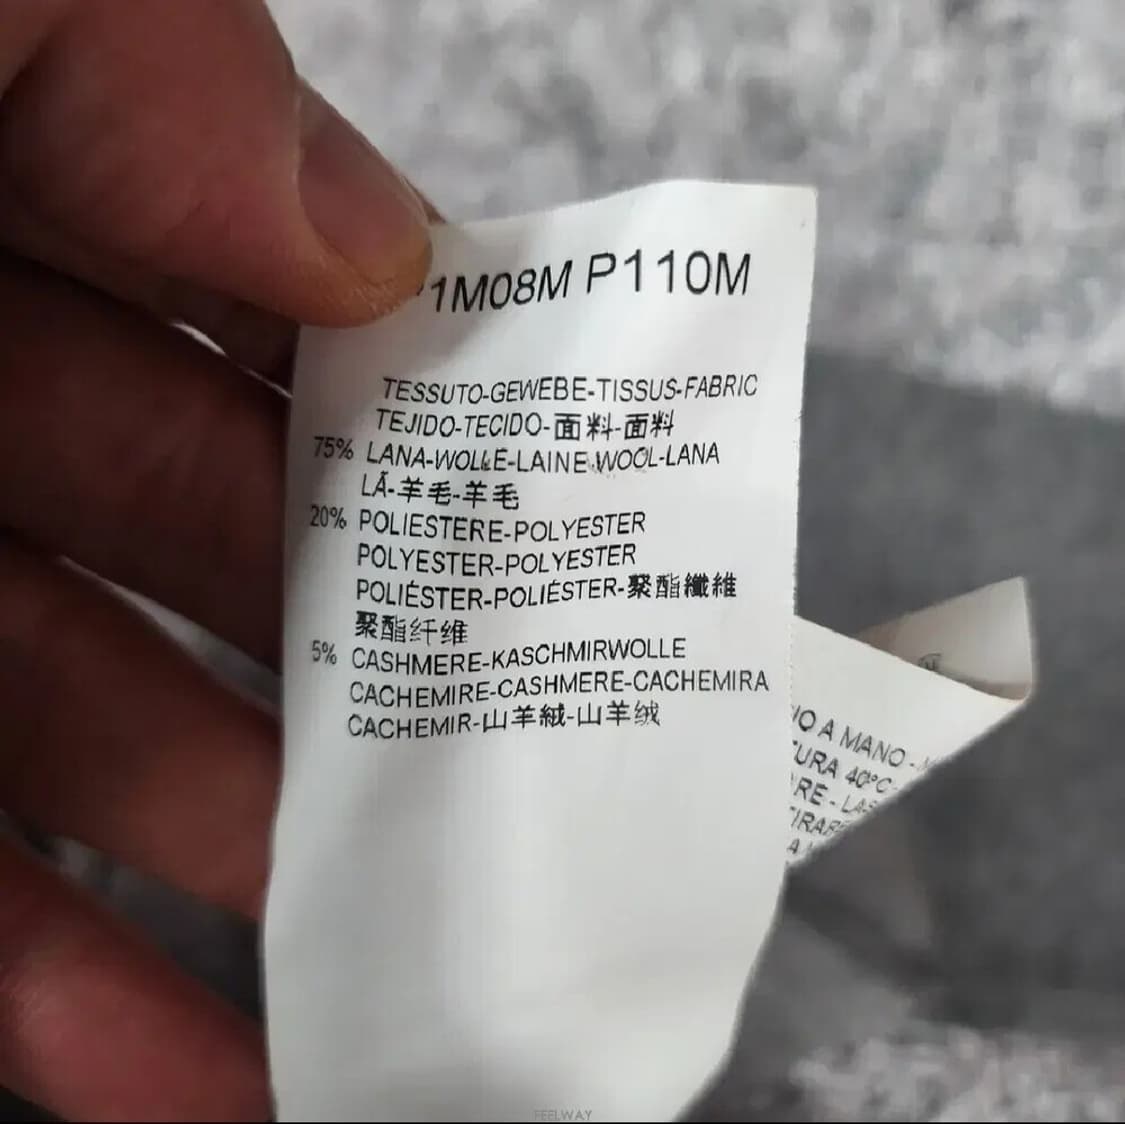 1M08M P110M
TESSUTO-GEWEBE-TISSUS-FABRIC
TEJIDO-TECIDO-面料-面料
75% LANA-WOLLE-LAINE-WOOL-LANA
LÃ-羊毛-羊毛
20% POLIESTERE-POLYESTER
POLYESTER-POLYESTER
POLIÉSTER-POLIÉSTER-聚酯纖維
聚酯纤维
5% CASHMERE-KASCHMIRWOLLE
CACHEMIRE-CASHMERE-CACHEMIRA
CACHEMIR-山羊絨-山羊绒
A MANO -
40°C-
FEELWAY